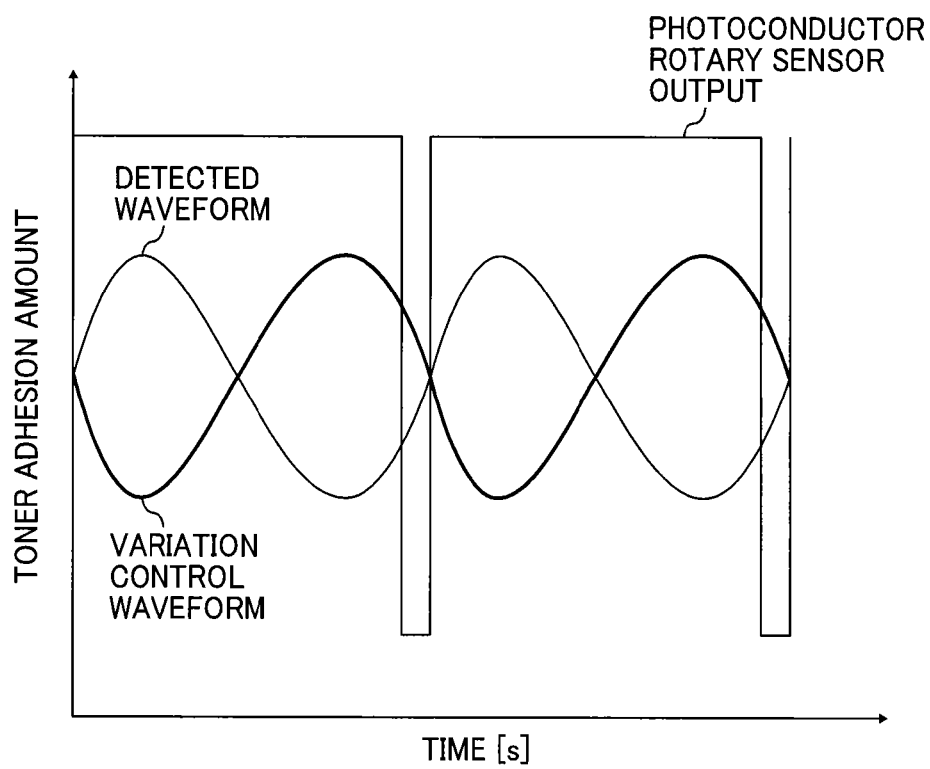 PHOTOCONDUCTOR
ROTARY SENSOR
OUTPUT
DETECTED
WAVEFORM
TONER ADHESION AMOUNT
VARIATION
CONTROL
WAVEFORM
TIME [s]